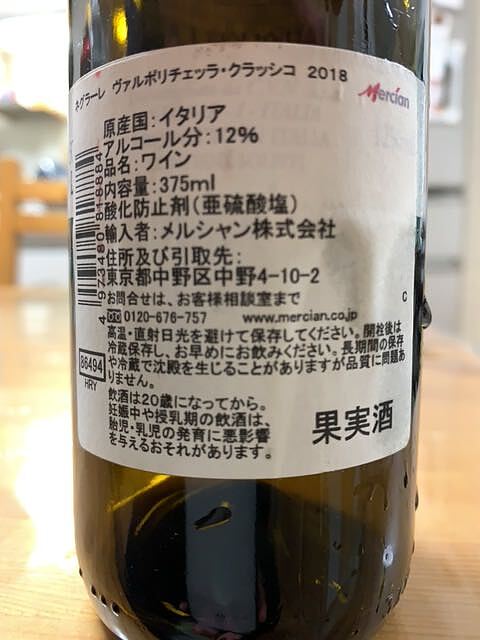 ネグラーレ ヴァルポリチェッラ・クラッシコ 2018
Mercian
原産国:イタリア
アルコール分:12%
品名:ワイン
内容量:375ml
酸化防止剤(亜硫酸塩)
輸入者:メルシャン株式会社
住所及び引取先:
東京都中野区中野4-10-2
お問合せは、お客様相談室まで
0120-676-757 www.mercian.co.jp
高温・直射日光を避けて保存してください。開栓後は
冷蔵保存し、お早めにお飲みください。長期間の保存
や冷蔵で沈殿を生じることがありますが品質に問題あ
りません。
飲酒は20歳になってから。
妊娠中や授乳期の飲酒は、
胎児・乳児の発育に悪影響
を与えるおそれがあります。
果実酒
C
86494
HRY